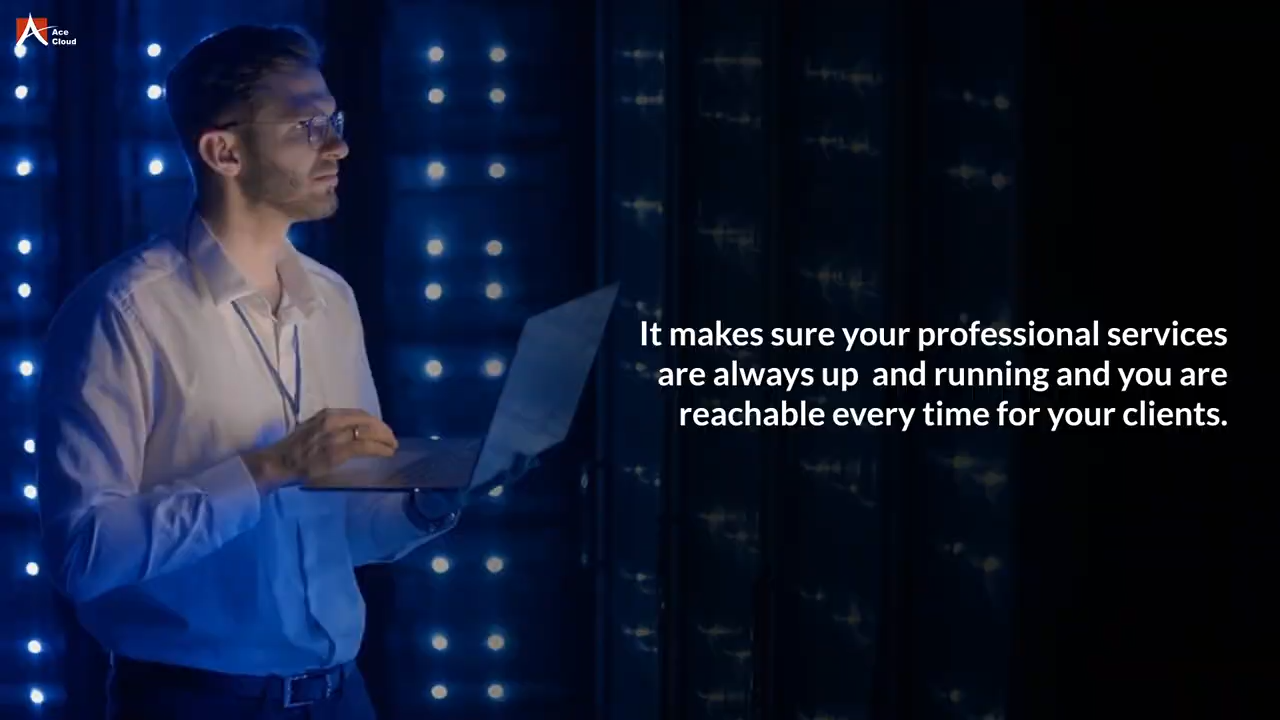 Ace
Cloud
It makes sure your professional services
are always up  and running and you are
reachable every time for your clients.